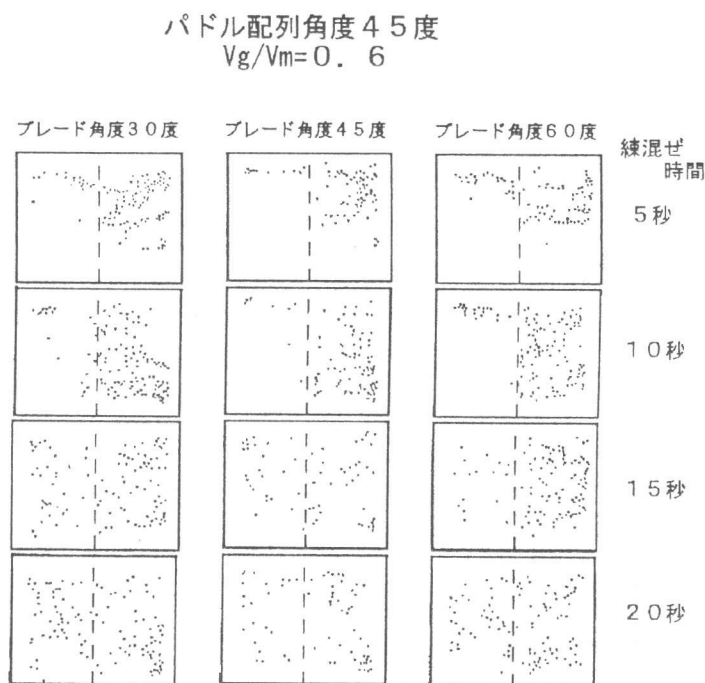 パドル配列角度４５度
Vg/Vm=０．６
ブレード角度３０度
ブレード角度４５度
ブレード角度６０度
練混ぜ
時間
５秒
１０秒
１５秒
２０秒